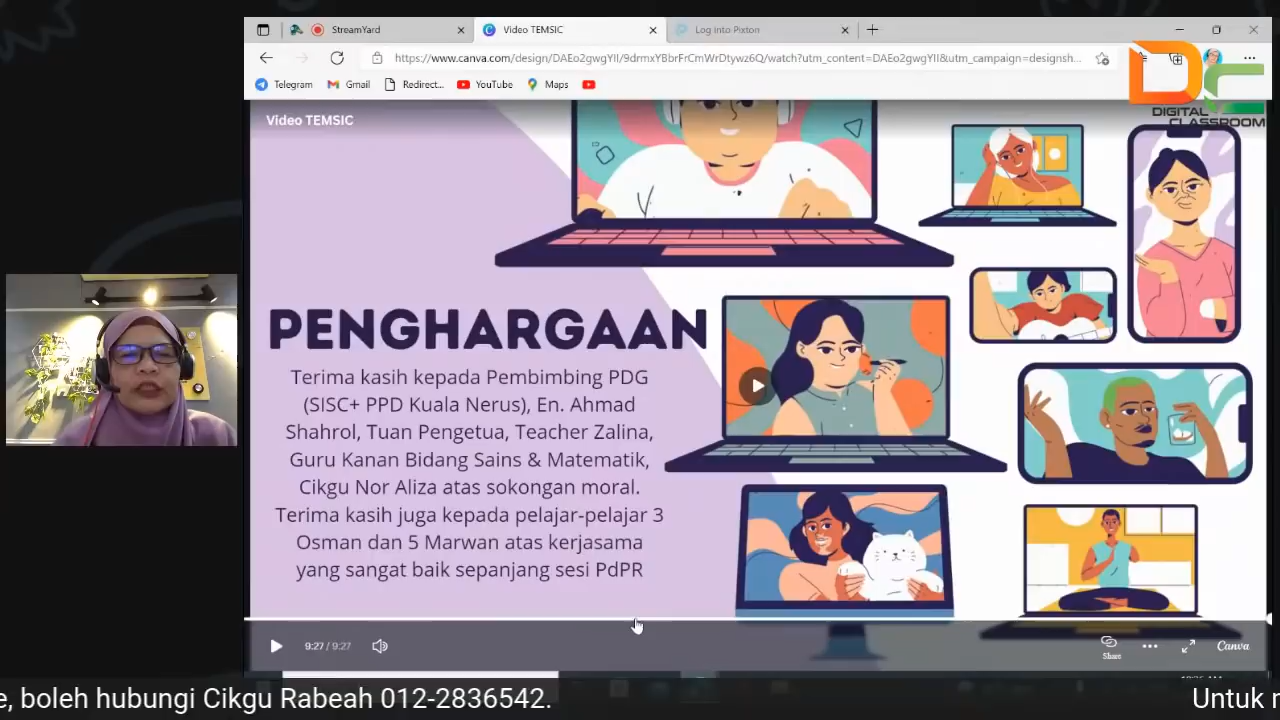 StreamYard
Video TEMSIC
Log into Pixton
https://www.canva.com/design/DAEo2gwgYlI/9drmxYBbrFrCmWrDtywz6Q/watch?utm_content=DAEo2gwgYlI&utm_campaign=designsh...
Telegram
Gmail
Redirect...
YouTube
Maps
DIGITAL
CLASSROOM
Video TEMSIC
PENGHARGAAN
Terima kasih kepada Pembimbing PDG
(SISC+ PPD Kuala Nerus), En. Ahmad
Shahrol, Tuan Pengetua, Teacher Zalina,
Guru Kanan Bidang Sains & Matematik,
Cikgu Nor Aliza atas sokongan moral.
Terima kasih juga kepada pelajar-pelajar 3
Osman dan 5 Marwan atas kerjasama
yang sangat baik sepanjang sesi PdPR
9:27 / 9:27
Share
Canva
e, boleh hubungi Cikgu Rabeah 012-2836542.
Untuk